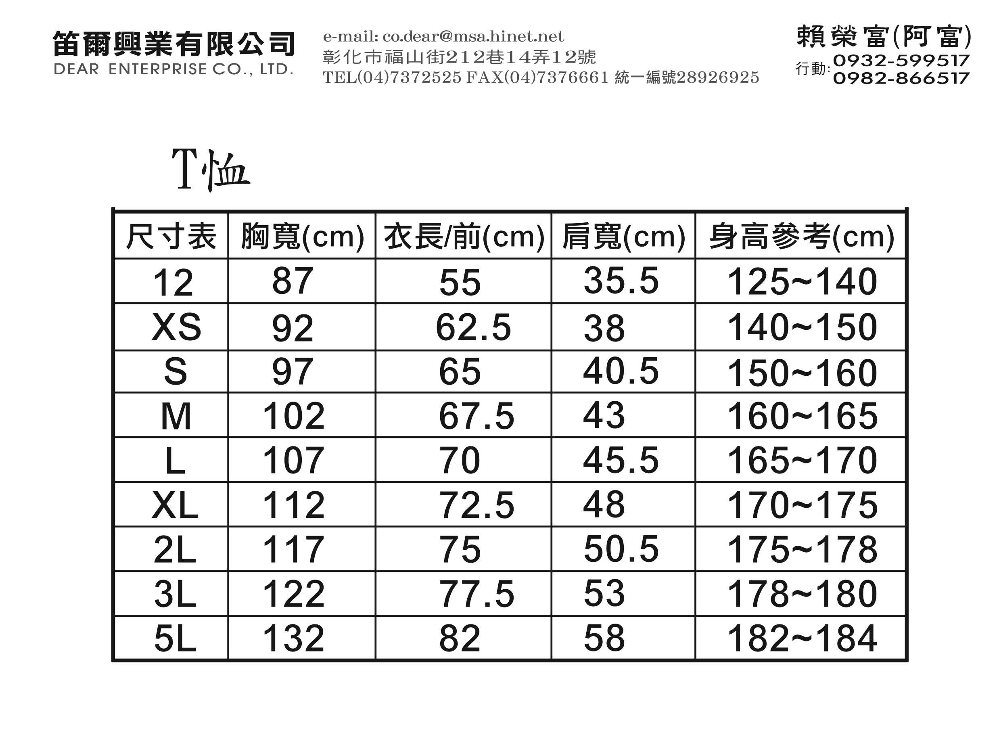 笛爾興業有限公司
DEAR ENTERPRISE CO., LTD.
e-mail: co.dear@msa.hinet.net
彰化市福山街212巷14弄12號
TEL(04)7372525 FAX(04)7376661 統一編號28926925
賴榮富(阿富)富
行動: 0932-599517
0982-866517
T恤
尺寸表 胸寬(cm) 衣長/前(cm) 肩寬(cm) 身高參考(cm)
12 87 55 35.5 125~140
XS 92 62.5 38 140~150
S 97 65 40.5 150~160
M 102 67.5 43 160~165
L 107 70 45.5 165~170
XL 112 72.5 48 170~175
2L 117 75 50.5 175~178
3L 122 77.5 53 178~180
5L 132 82 58 182~184